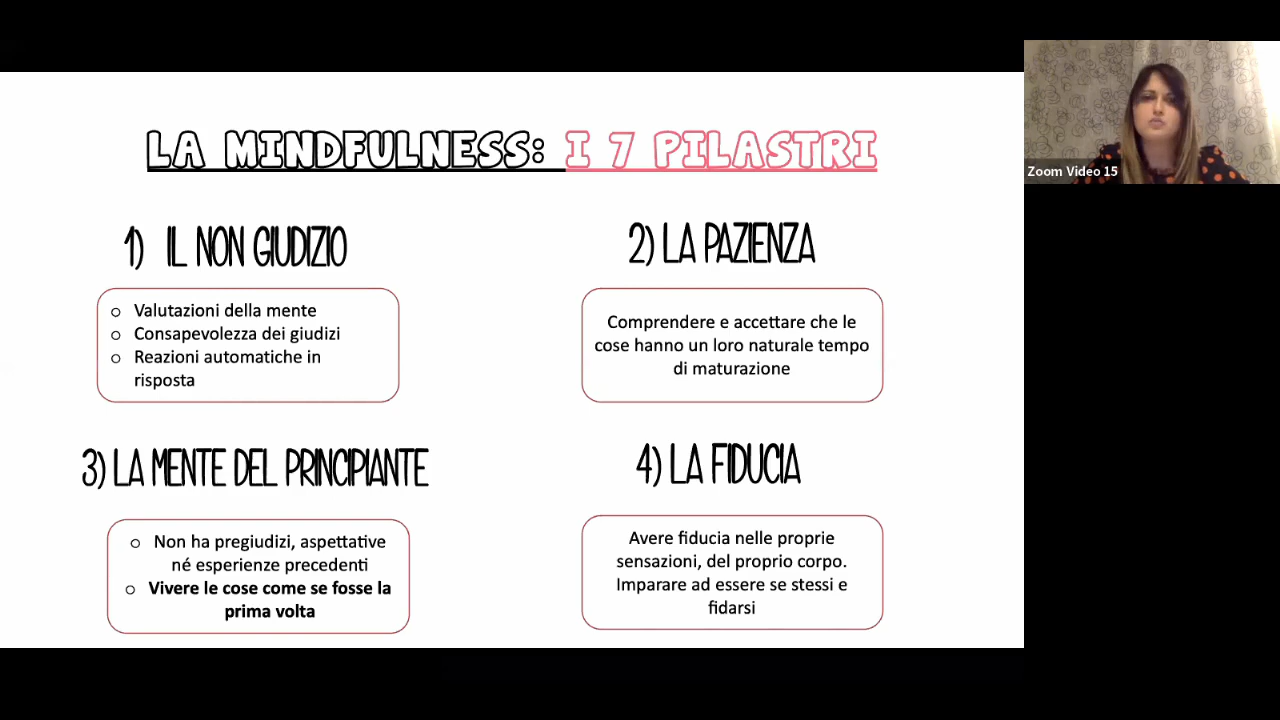 LA MINDFULNESS: I 7 PILASTRI
1) IL NON GIUDIZIO
o Valutazioni della mente
o Consapevolezza dei giudizi
o Reazioni automatiche in
risposta
2) LA PAZIENZA
Comprendere e accettare che le
cose hanno un loro naturale tempo
di maturazione
3) LA MENTE DEL PRINCIPIANTE
o Non ha pregiudizi, aspettative
né esperienze precedenti
o Vivere le cose come se fosse la
prima volta
4) LA FIDUCIA
Avere fiducia nelle proprie
sensazioni, del proprio corpo.
Imparare ad essere se stessi e
fidarsi
Zoom Video 15